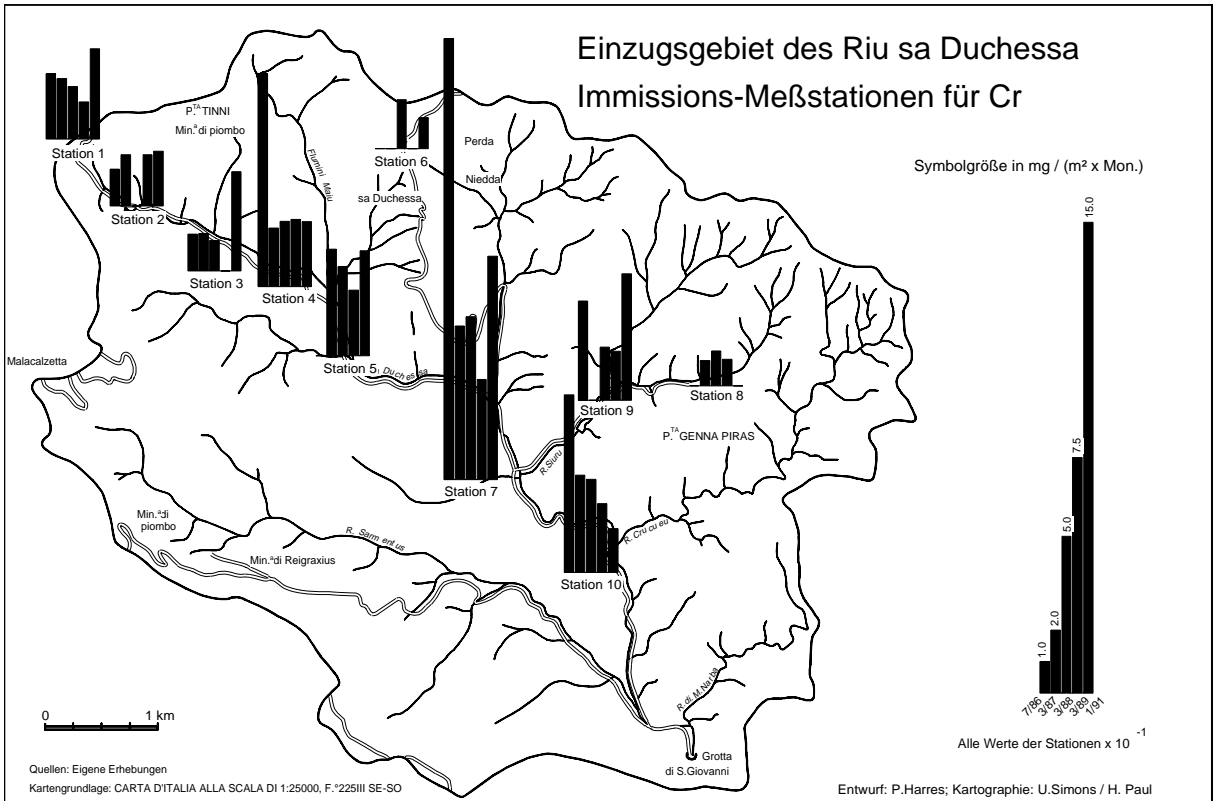 Einzugsgebiet des Riu sa Duchessa
Immissions-Meßstationen für Cr
Symbolgröße in mg / (m² x Mon.)
P.TA TINNI
Min.a di piombo
Station 1
Station 2
Station 3
Station 4
Flumini Maiu
Station 6
sa Duchessa
Perda
Niedda
Station 5
Duchessa
Malacalzetta
Station 7
Station 8
Station 9
P.TA GENNA PIRAS
R.Siuru
R. Crucueu
Station 10
Min.a di
piombo
R. Sarmentus
Min.a di Reigraxius
R. di M.Narba
Grotta
di S.Giovanni
0 1 km
1.0
2.0
5.0
7.5
15.0
7/86
3/87
3/88
3/89
1/91
Alle Werte der Stationen x 10 -1
Quellen: Eigene Erhebungen
Kartengrundlage: CARTA D'ITALIA ALLA SCALA DI 1:25000, F.°225III SE-SO
Entwurf: P.Harres; Kartographie: U.Simons / H. Paul